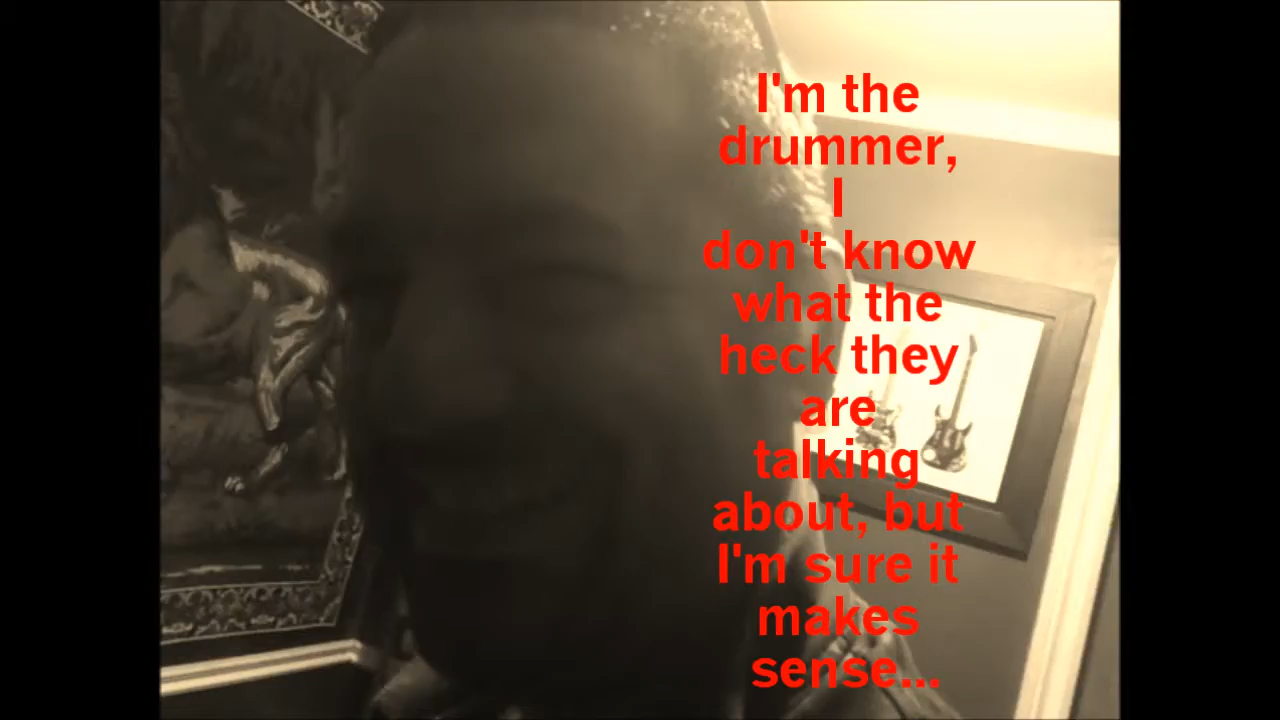 I'm the
drummer,
I
don't know
what the
heck they
are
talking
about, but
I'm sure it
makes
sense...